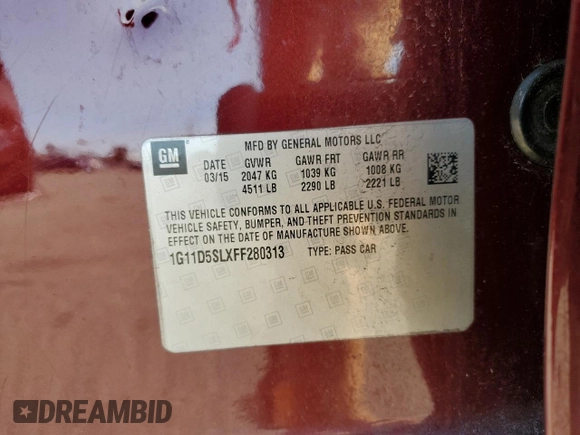 GM
MFD BY GENERAL MOTORS LLC
DATE GVWR GAWR FRT GAWR RR
03/15 2047 KG 1039 KG 1008 KG
4511 LB 2290 LB 2221 LB
THIS VEHICLE CONFORMS TO ALL APPLICABLE U.S. FEDERAL MOTOR
VEHICLE SAFETY, BUMPER, AND THEFT PREVENTION STANDARDS IN
EFFECT ON THE DATE OF MANUFACTURE SHOWN ABOVE.
1G11D5SLXFF280313 TYPE: PASS CAR
DREAMBID